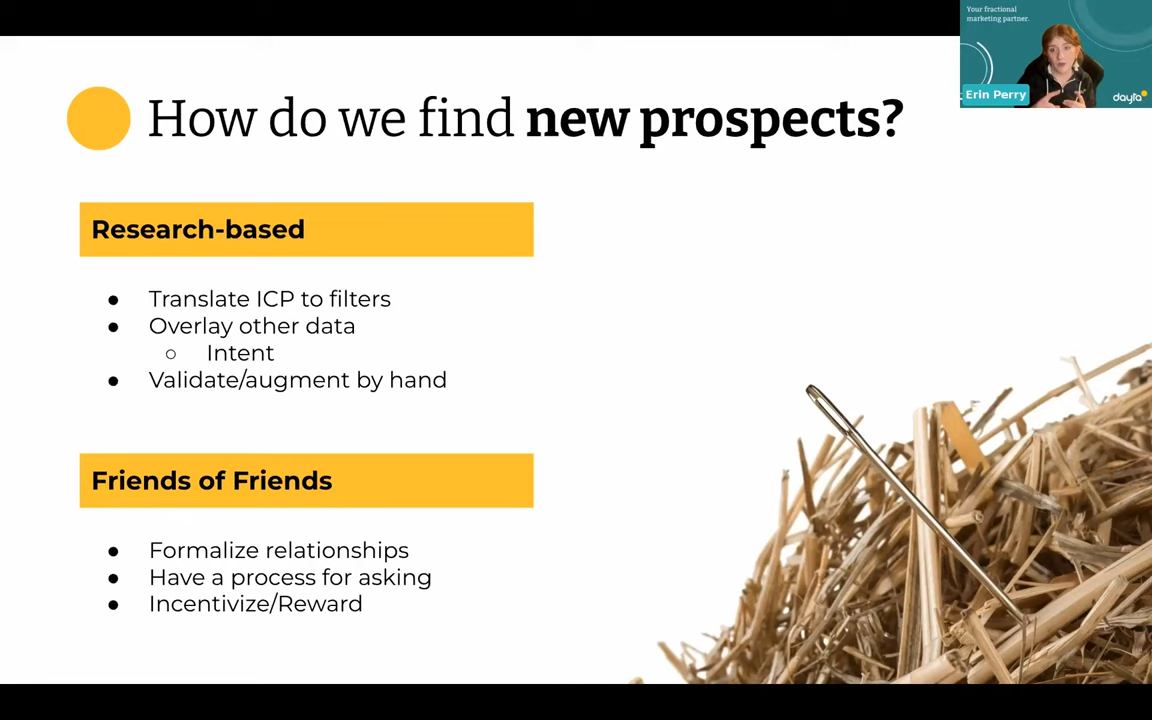 Your fractional
marketing partner.
Erin Perry
dayta
How do we find new prospects?
Research-based
● Translate ICP to filters
● Overlay other data
○ Intent
● Validate/augment by hand
Friends of Friends
● Formalize relationships
● Have a process for asking
● Incentivize/Reward